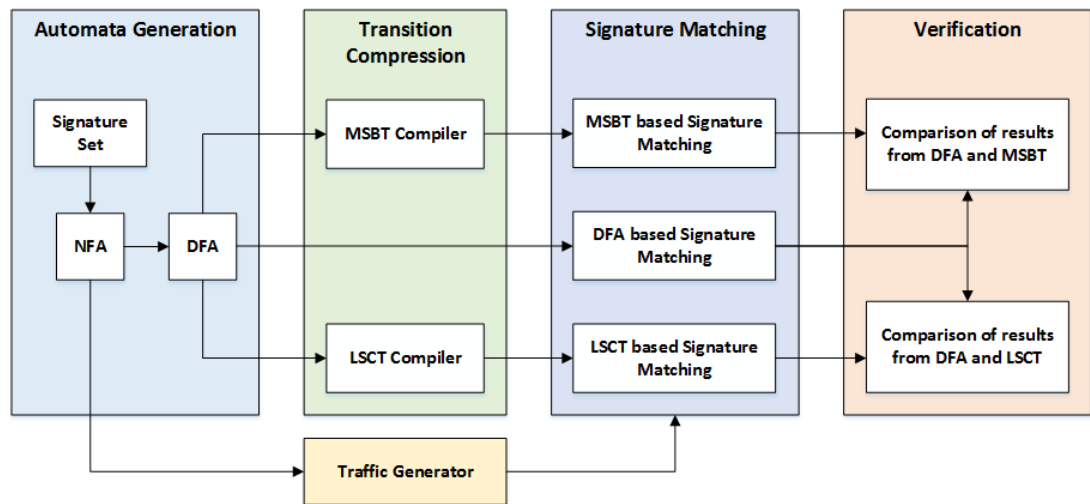 Automata Generation
Transition
Compression
Signature Matching
Verification
Signature
Set
MSBT Compiler
MSBT based Signature
Matching
Comparison of results
from DFA and MSBT
NFA
DFA
DFA based Signature
Matching
LSCT Compiler
LSCT based Signature
Matching
Comparison of results
from DFA and LSCT
Traffic Generator